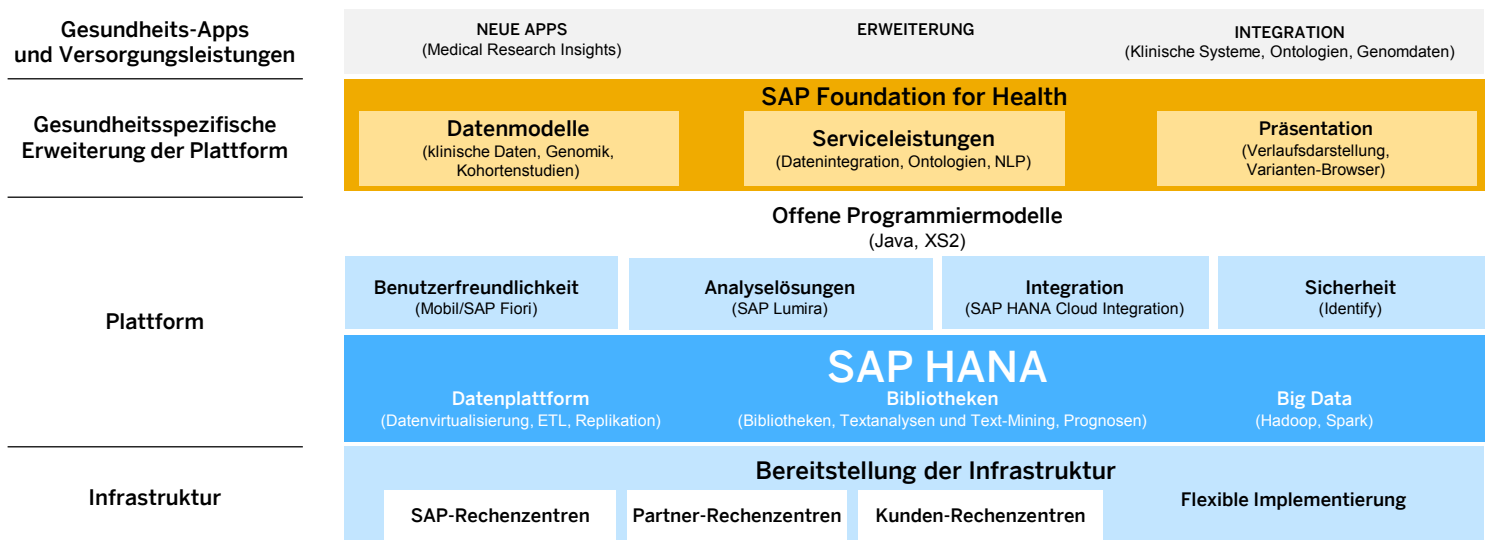 Gesundheits-Apps
und Versorgungsleistungen
NEUE APPS
(Medical Research Insights)
ERWEITERUNG
INTEGRATION
(Klinische Systeme, Ontologien, Genomdaten)
Gesundheitsspezifische
Erweiterung der Plattform
SAP Foundation for Health
Datenmodelle
(klinische Daten, Genomik,
Kohortenstudien)
Serviceleistungen
(Datenintegration, Ontologien, NLP)
Präsentation
(Verlaufsdarstellung,
Varianten-Browser)
Plattform
Offene Programmiermodelle
(Java, XS2)
Benutzerfreundlichkeit
(Mobil/SAP Fiori)
Analyselösungen
(SAP Lumira)
Integration
(SAP HANA Cloud Integration)
Sicherheit
(Identify)
SAP HANA
Datenplattform
(Datenvirtualisierung, ETL, Replikation)
Bibliotheken
(Bibliotheken, Textanalysen und Text-Mining, Prognosen)
Big Data
(Hadoop, Spark)
Infrastruktur
Bereitstellung der Infrastruktur
SAP-Rechenzentren
Partner-Rechenzentren
Kunden-Rechenzentren
Flexible Implementierung